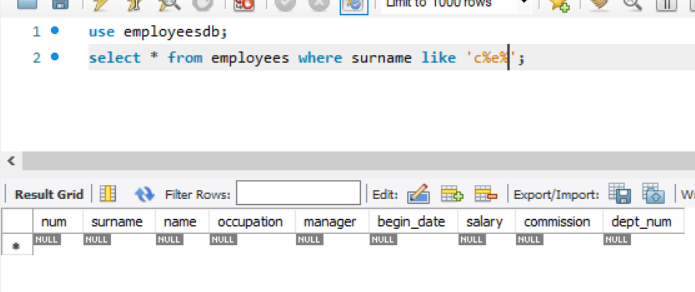 Limit to 1000 rows
1 use employeesdb;
2 select * from employees where surname like 'c%e%';
Result Grid Filter Rows: Edit: Export/Import:
num surname name occupation manager begin_date salary commission dept_num
* NULL NULL NULL NULL NULL NULL NULL NULL NULL